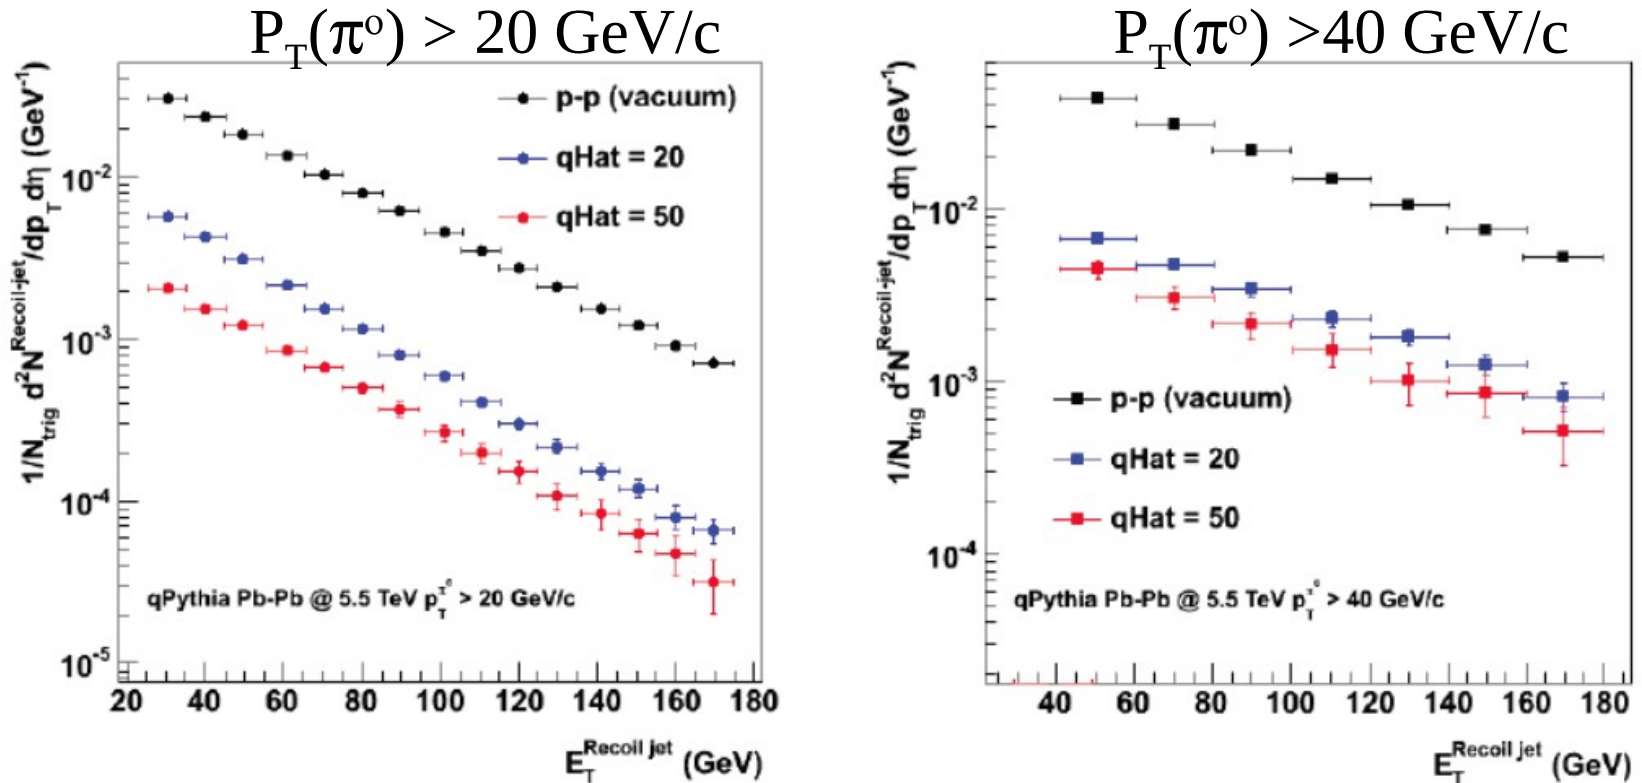 P_T(π⁰) > 20 GeV/c
1/N_trig d²N^Recoil-jet/dp_T dη (GeV⁻¹)
p-p (vacuum)
qHat = 20
qHat = 50
10⁻²
10⁻³
10⁻⁴
10⁻⁵
qPythia Pb-Pb @ 5.5 TeV p_T^π⁰ > 20 GeV/c
20 40 60 80 100 120 140 160 180
E_T^Recoil jet (GeV)
P_T(π⁰) >40 GeV/c
1/N_trig d²N^Recoil-jet/dp_T dη (GeV⁻¹)
10⁻²
10⁻³
p-p (vacuum)
qHat = 20
qHat = 50
10⁻⁴
qPythia Pb-Pb @ 5.5 TeV p_T^π⁰ > 40 GeV/c
40 60 80 100 120 140 160 180
E_T^Recoil jet (GeV)